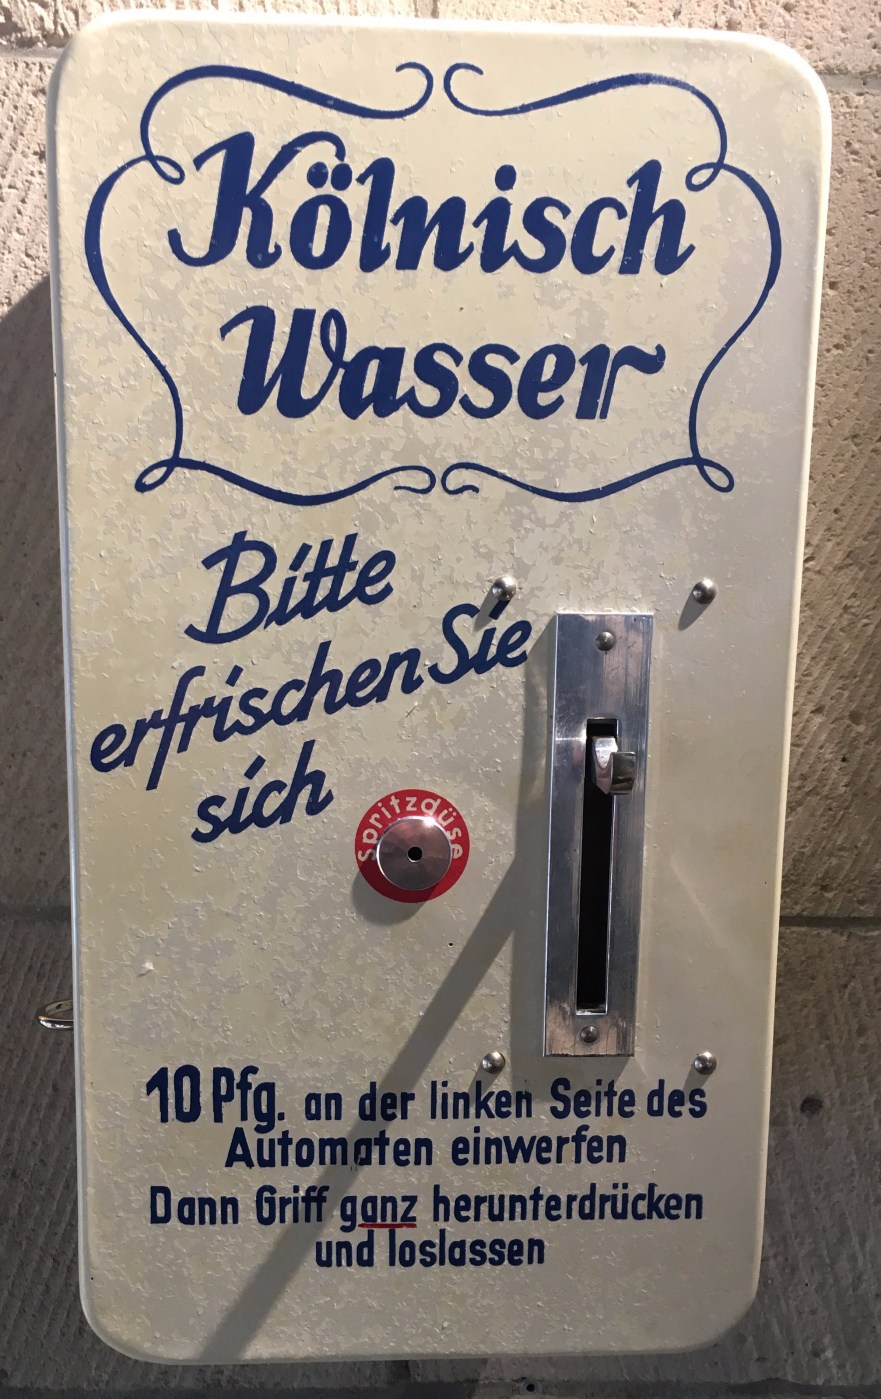 Kölnisch
Wasser
Bitte
erfrischen Sie
sich
Spritzdüse
10 Pfg. an der linken Seite des
Automaten einwerfen
Dann Griff ganz herunterdrücken
und loslassen